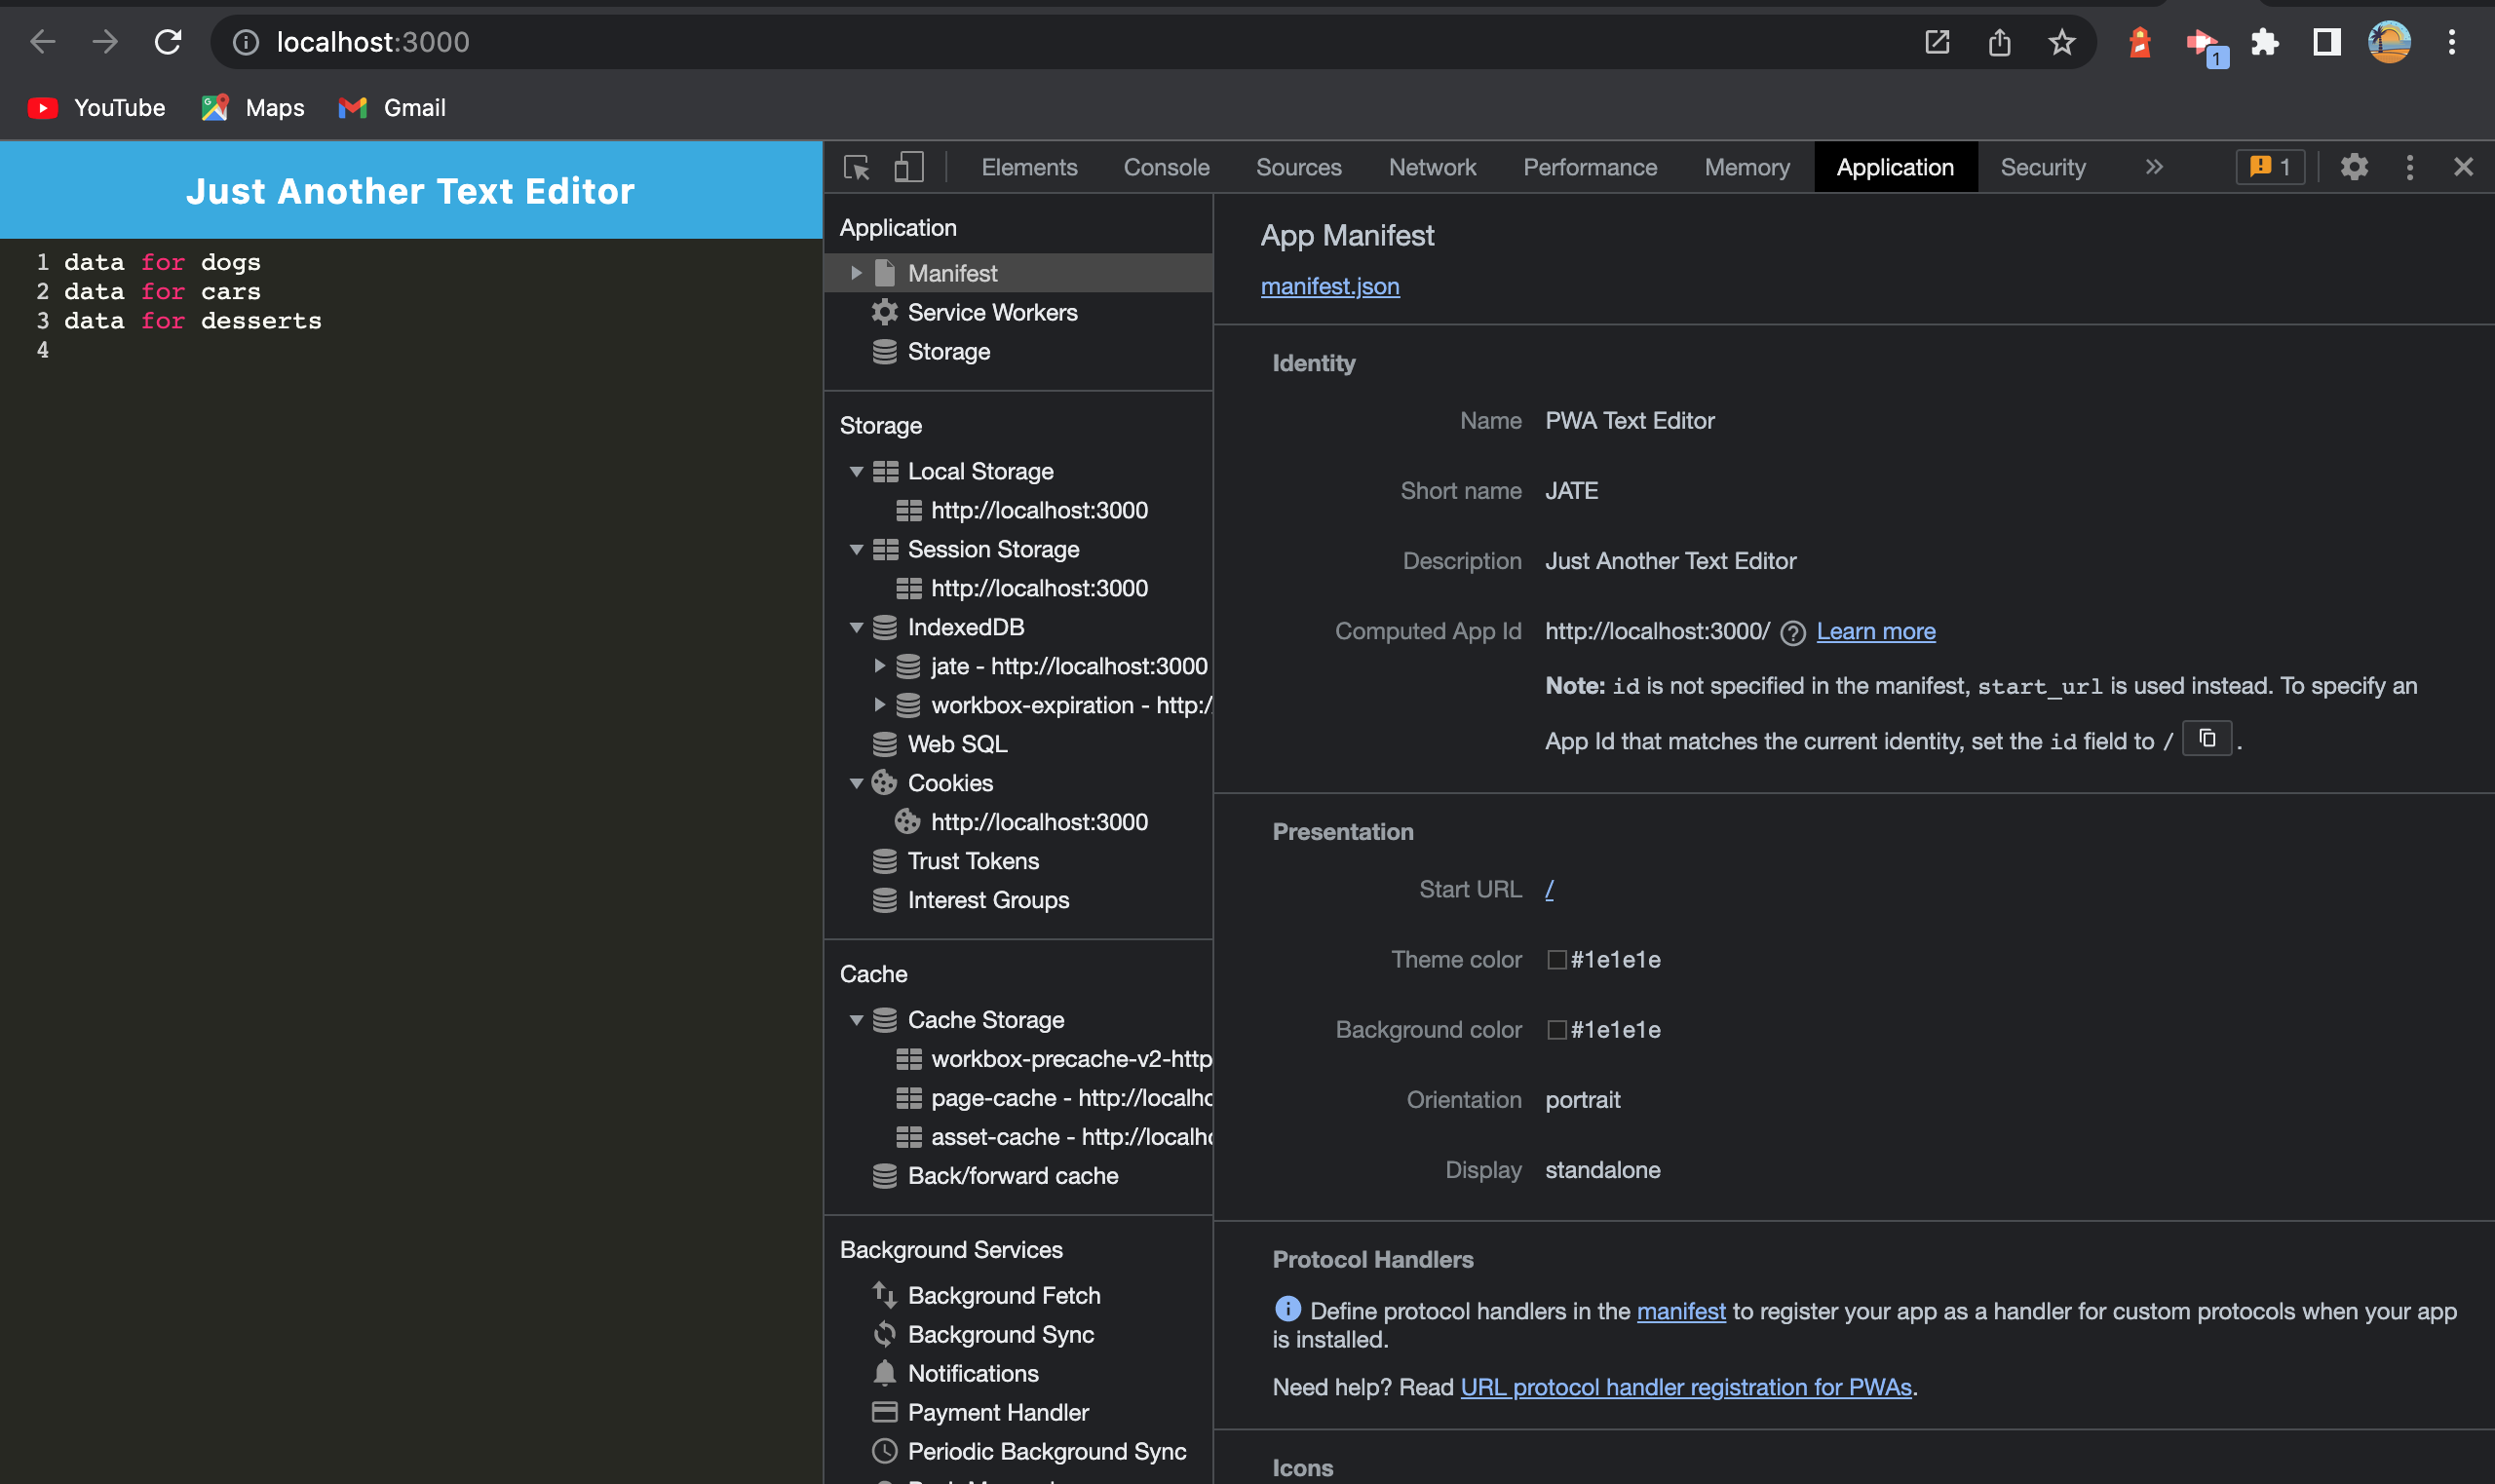 localhost:3000
1
YouTube
Maps
Gmail
Just Another Text Editor
1 data for dogs
2 data for cars
3 data for desserts
4
Elements Console Sources Network Performance Memory Application Security 1
Application
Manifest
Service Workers
Storage
Storage
Local Storage
http://localhost:3000
Session Storage
http://localhost:3000
IndexedDB
jate - http://localhost:3000
workbox-expiration - http:/
Web SQL
Cookies
http://localhost:3000
Trust Tokens
Interest Groups
Cache
Cache Storage
workbox-precache-v2-http
page-cache - http://localhc
asset-cache - http://localh
Back/forward cache
Background Services
Background Fetch
Background Sync
Notifications
Payment Handler
Periodic Background Sync
App Manifest
manifest.json
Identity
Name PWA Text Editor
Short name JATE
Description Just Another Text Editor
Computed App Id http://localhost:3000/ Learn more
Note: id is not specified in the manifest, start_url is used instead. To specify an
App Id that matches the current identity, set the id field to / .
Presentation
Start URL /
Theme color #1e1e1e
Background color #1e1e1e
Orientation portrait
Display standalone
Protocol Handlers
Define protocol handlers in the manifest to register your app as a handler for custom protocols when your app
is installed.
Need help? Read URL protocol handler registration for PWAs.
Icons